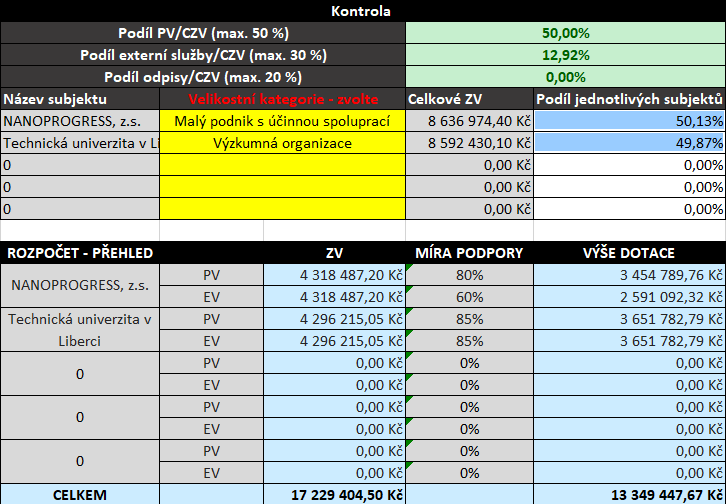 Kontrola
Podíl PV/CZV (max. 50 %) 50,00%
Podíl externí služby/CZV (max. 30 %) 12,92%
Podíl odpisy/CZV (max. 20 %) 0,00%
Název subjektu Velikostní kategorie - zvolte Celkové ZV Podíl jednotlivých subjektů
NANOPROGRESS, z.s. Malý podnik s účinnou spoluprací 8 636 974,40 Kč 50,13%
Technická univerzita v Li Výzkumná organizace 8 592 430,10 Kč 49,87%
0 0,00 Kč 0,00%
0 0,00 Kč 0,00%
0 0,00 Kč 0,00%
ROZPOČET - PŘEHLED ZV MÍRA PODPORY VÝŠE DOTACE
NANOPROGRESS, z.s. PV 4 318 487,20 Kč 80% 3 454 789,76 Kč
EV 4 318 487,20 Kč 60% 2 591 092,32 Kč
Technická univerzita v PV 4 296 215,05 Kč 85% 3 651 782,79 Kč
Liberci EV 4 296 215,05 Kč 85% 3 651 782,79 Kč
0 PV 0,00 Kč 0% 0,00 Kč
EV 0,00 Kč 0% 0,00 Kč
0 PV 0,00 Kč 0% 0,00 Kč
EV 0,00 Kč 0% 0,00 Kč
0 PV 0,00 Kč 0% 0,00 Kč
EV 0,00 Kč 0% 0,00 Kč
CELKEM 17 229 404,50 Kč 13 349 447,67 Kč